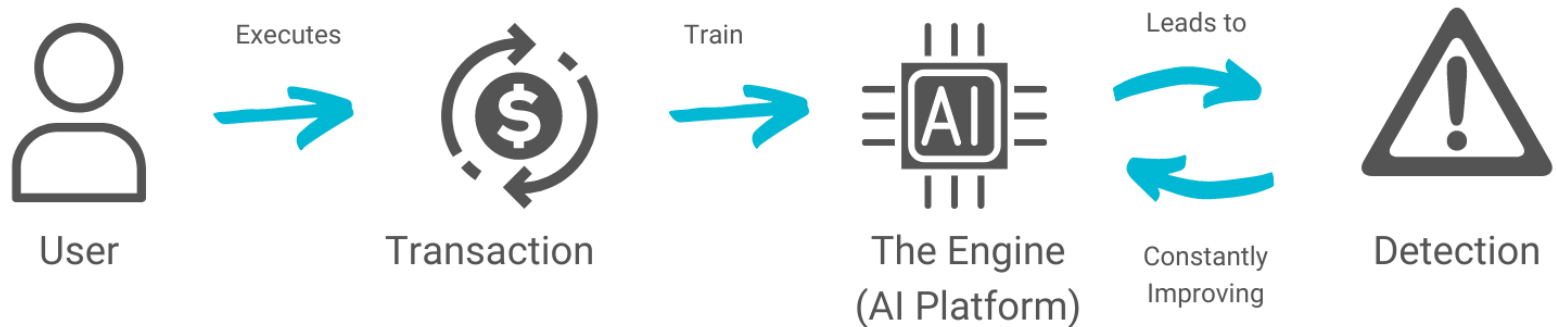 Executes
Train
Leads to
$
AI
User
Transaction
The Engine
(AI Platform)
Constantly
Improving
Detection